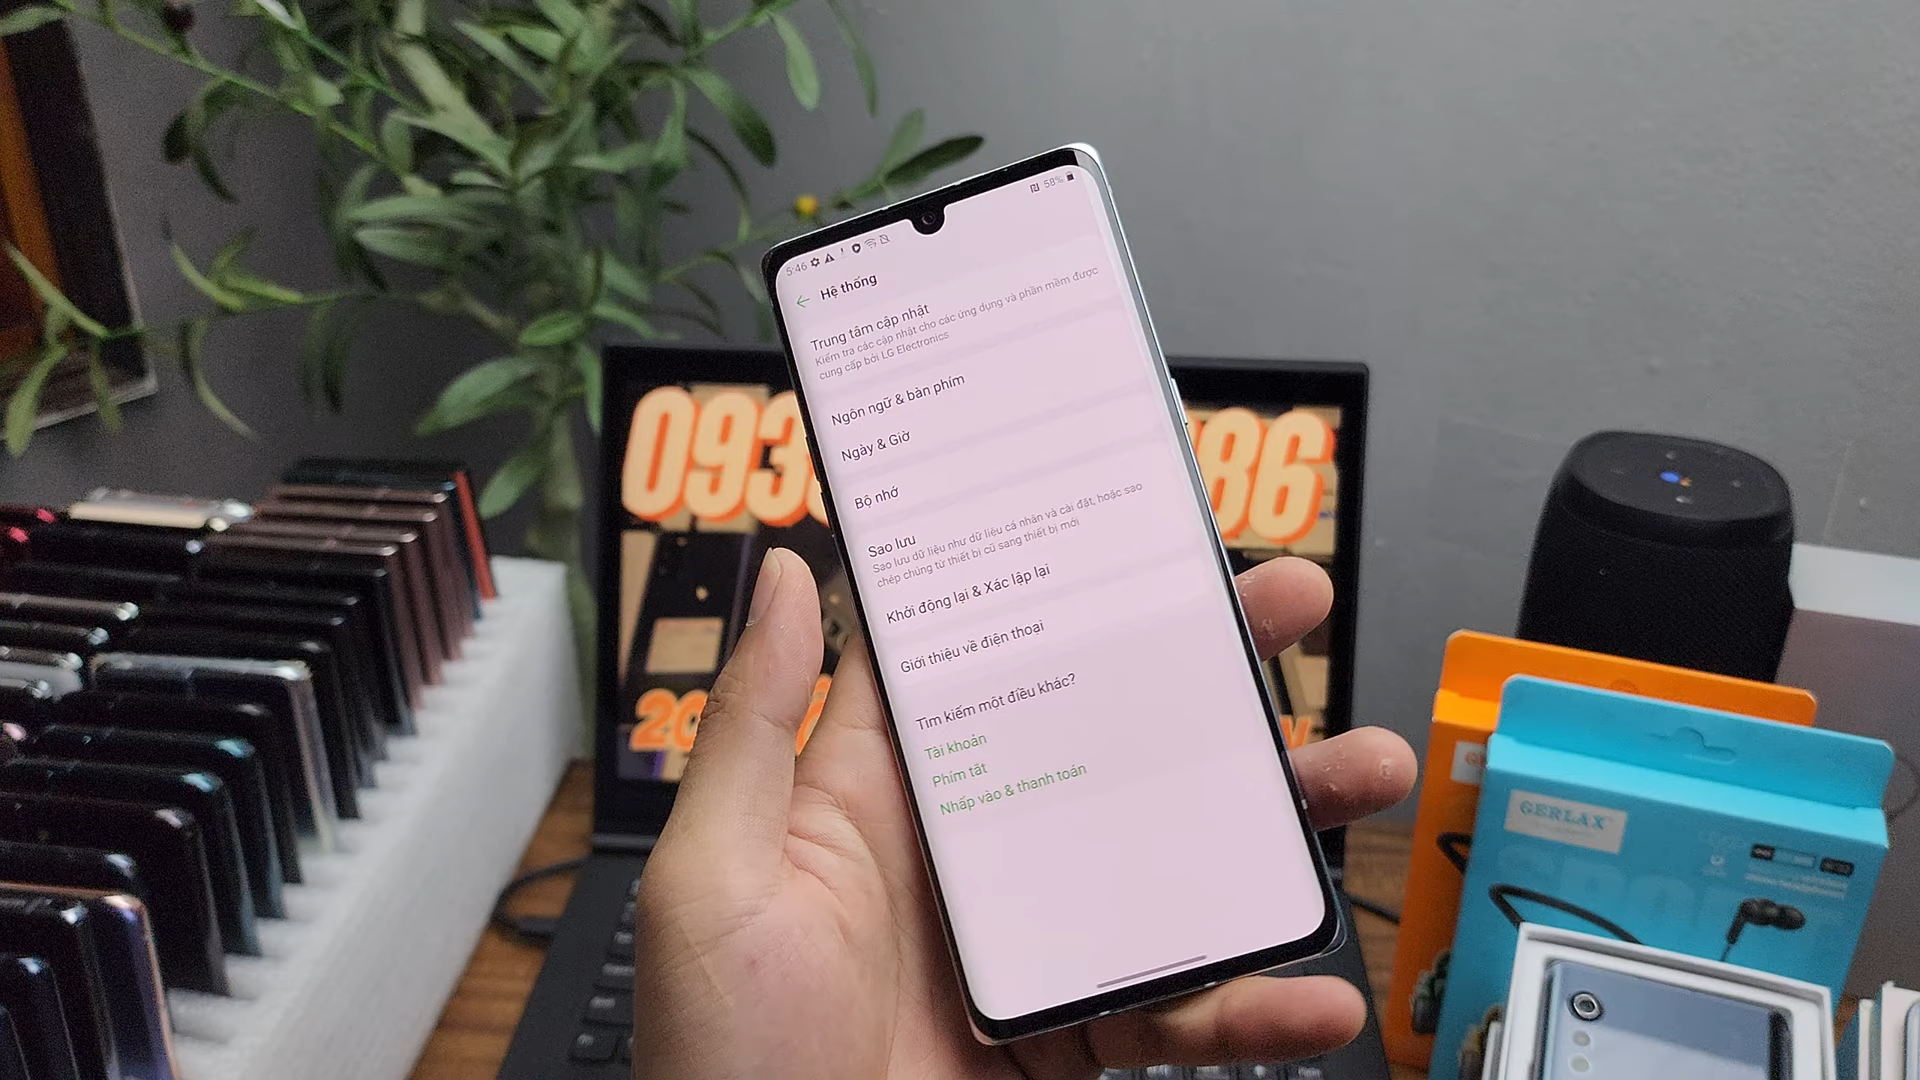 5:46
58%
Hệ thống
Trung tâm cập nhật
Kiểm tra các cập nhật cho các ứng dụng và phần mềm được
cung cấp bởi LG Electronics
Ngôn ngữ & bàn phím
Ngày & Giờ
Bộ nhớ
Sao lưu
Sao lưu dữ liệu như dữ liệu cá nhân và cài đặt, hoặc sao
chép chúng từ thiết bị cũ sang thiết bị mới
Khởi động lại & Xác lập lại
Giới thiệu về điện thoại
Tìm kiếm một điều khác?
Tài khoản
Phím tắt
Nhấp vào & thanh toán
093
86
20
GERLAX